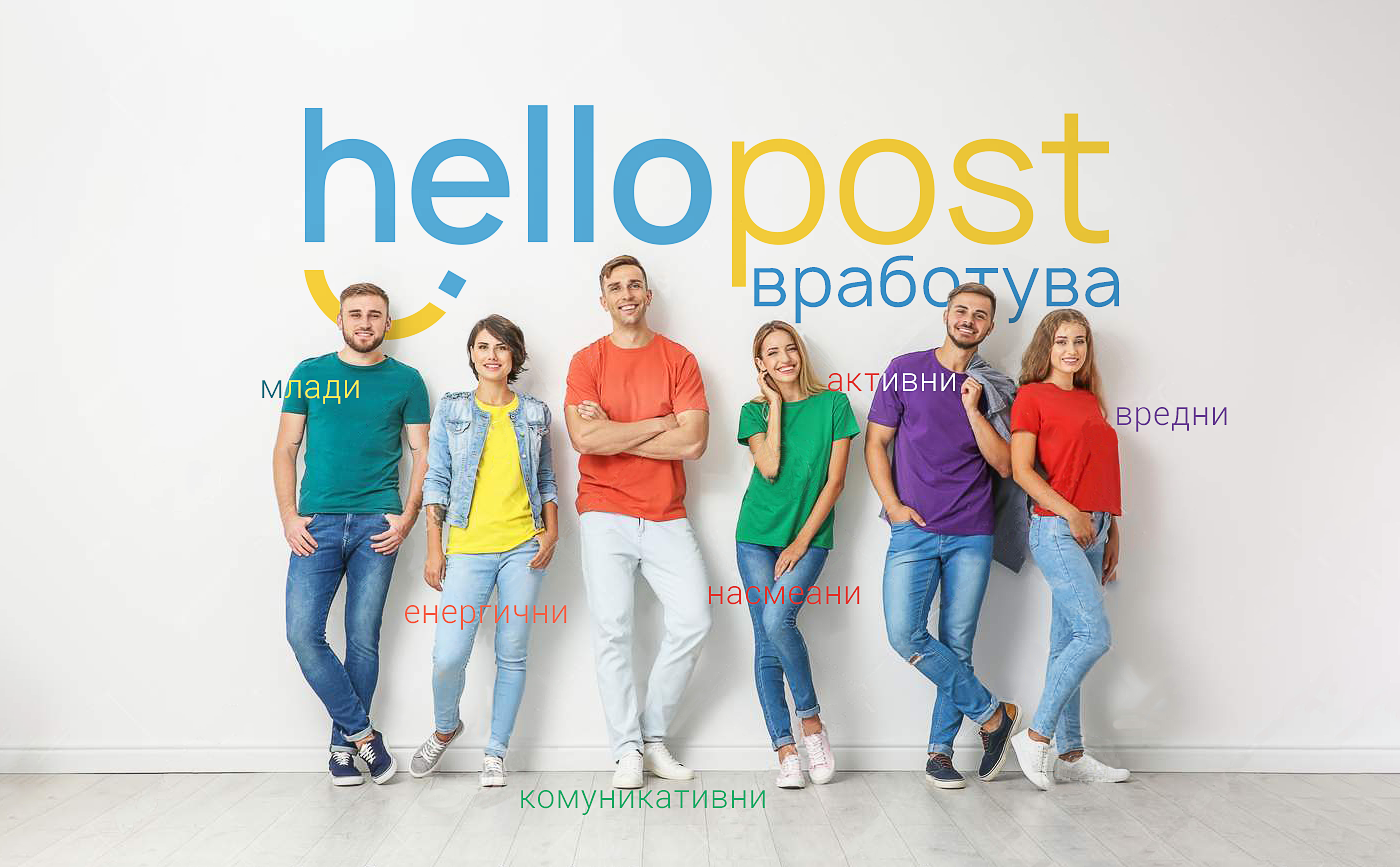 hellopost
вработува
млади
активни
вредни
енергични
насмеани
комуникативни